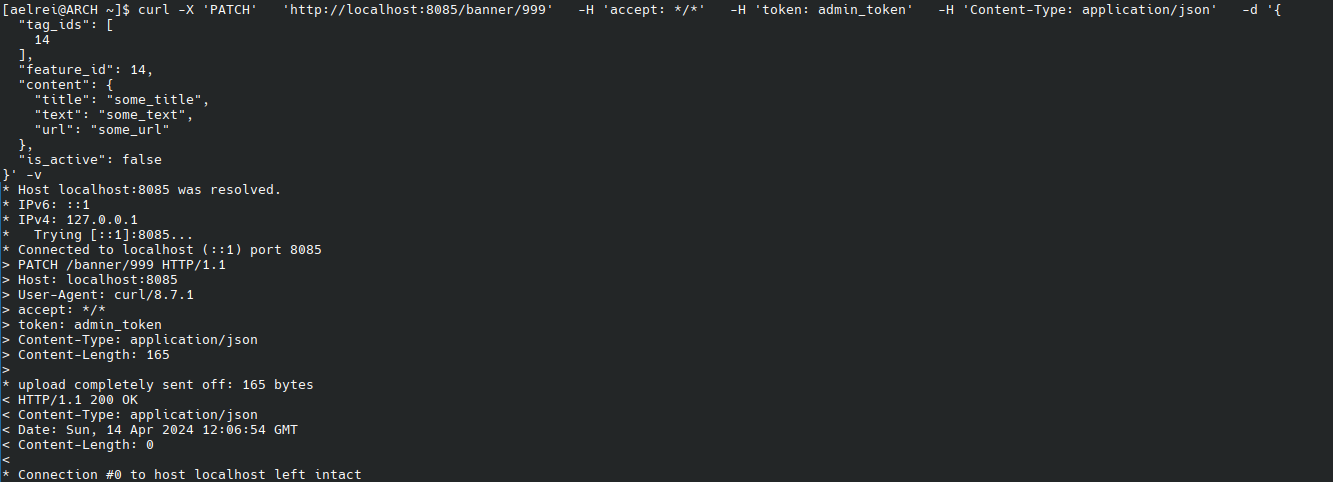 [aelrei@ARCH ~]$ curl -X 'PATCH'   'http://localhost:8085/banner/999'   -H 'accept: */*'   -H 'token: admin_token'   -H 'Content-Type: application/json'   -d '{
  "tag_ids": [
    14
  ],
  "feature_id": 14,
  "content": {
    "title": "some_title",
    "text": "some_text",
    "url": "some_url"
  },
  "is_active": false
}' -v
* Host localhost:8085 was resolved.
* IPv6: ::1
* IPv4: 127.0.0.1
*   Trying [::1]:8085...
* Connected to localhost (::1) port 8085
> PATCH /banner/999 HTTP/1.1
> Host: localhost:8085
> User-Agent: curl/8.7.1
> accept: */*
> token: admin_token
> Content-Type: application/json
> Content-Length: 165
>
* upload completely sent off: 165 bytes
< HTTP/1.1 200 OK
< Content-Type: application/json
< Date: Sun, 14 Apr 2024 12:06:54 GMT
< Content-Length: 0
<
* Connection #0 to host localhost left intact